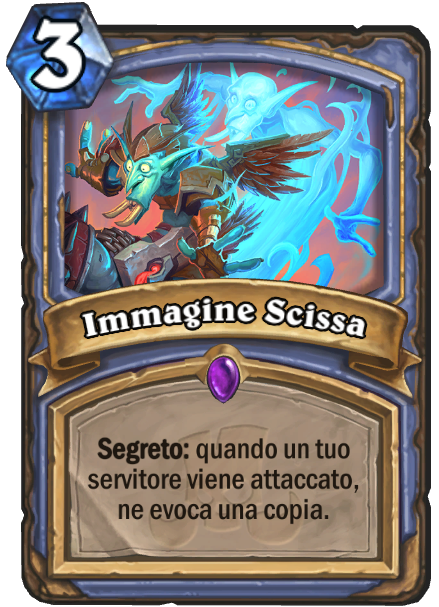 3
Immagine Scissa
Segreto: quando un tuo
servitore viene attaccato,
ne evoca una copia.